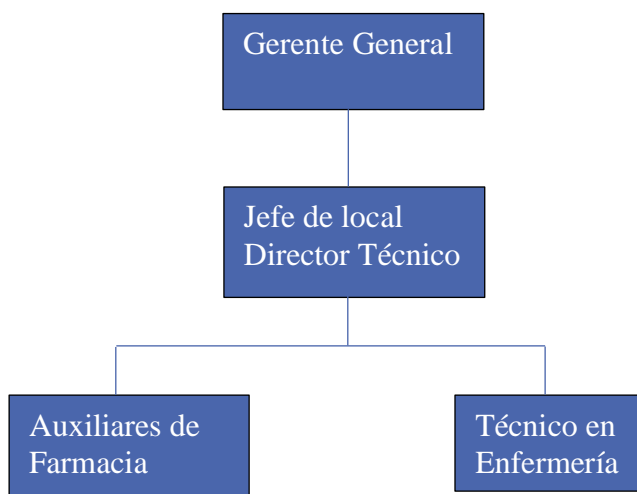 Gerente General
Jefe de local
Director Técnico
Auxiliares de
Farmacia
Técnico en
Enfermería